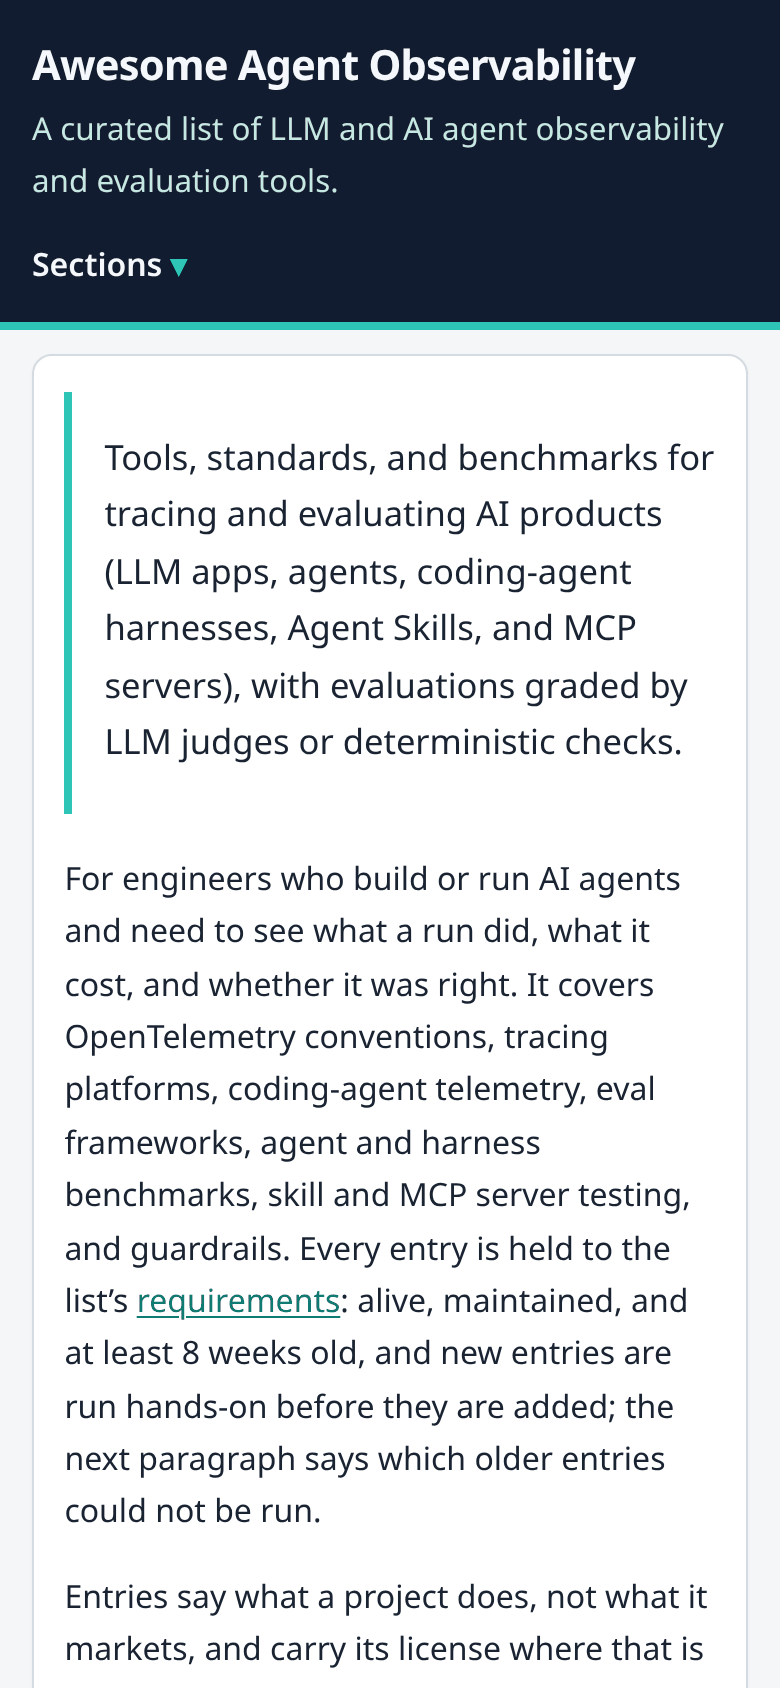 Awesome Agent Observability
A curated list of LLM and AI agent observability
and evaluation tools.
Sections ▼
Tools, standards, and benchmarks for
tracing and evaluating AI products
(LLM apps, agents, coding-agent
harnesses, Agent Skills, and MCP
servers), with evaluations graded by
LLM judges or deterministic checks.
For engineers who build or run AI agents
and need to see what a run did, what it
cost, and whether it was right. It covers
OpenTelemetry conventions, tracing
platforms, coding-agent telemetry, eval
frameworks, agent and harness
benchmarks, skill and MCP server testing,
and guardrails. Every entry is held to the
list’s requirements: alive, maintained, and
at least 8 weeks old, and new entries are
run hands-on before they are added; the
next paragraph says which older entries
could not be run.
Entries say what a project does, not what it
markets, and carry its license where that is